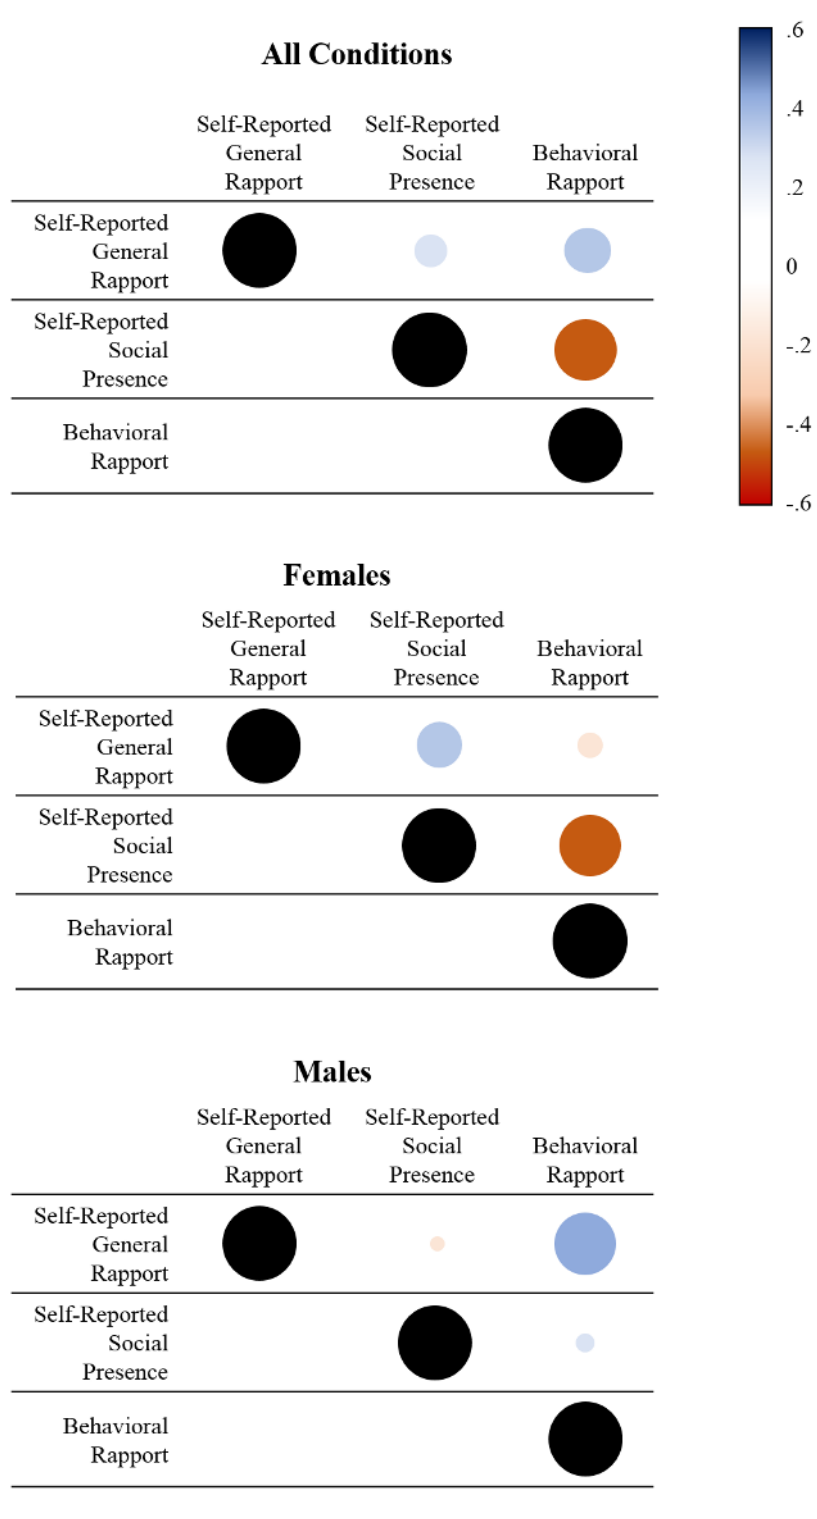 All Conditions
Self-Reported
General
Rapport
Self-Reported
Social
Presence
Behavioral
Rapport
Self-Reported
General
Rapport
Self-Reported
Social
Presence
Behavioral
Rapport
.6
.4
.2
0
-.2
-.4
-.6
Females
Self-Reported
General
Rapport
Self-Reported
Social
Presence
Behavioral
Rapport
Self-Reported
General
Rapport
Self-Reported
Social
Presence
Behavioral
Rapport
Males
Self-Reported
General
Rapport
Self-Reported
Social
Presence
Behavioral
Rapport
Self-Reported
General
Rapport
Self-Reported
Social
Presence
Behavioral
Rapport